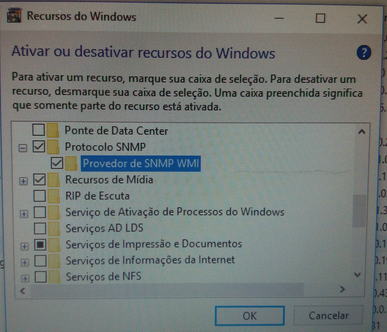 Recursos do Windows
Ativar ou desativar recursos do Windows
Para ativar um recurso, marque sua caixa de seleção. Para desativar um
recurso, desmarque sua caixa de seleção. Uma caixa preenchida significa
que somente parte do recurso está ativada.
Ponte de Data Center
Protocolo SNMP
Provedor de SNMP WMI
Recursos de Mídia
RIP de Escuta
Serviço de Ativação de Processos do Windows
Serviços AD LDS
Serviços de Impressão e Documentos
Serviços de Informações da Internet
Serviços de NFS
OK
Cancelar